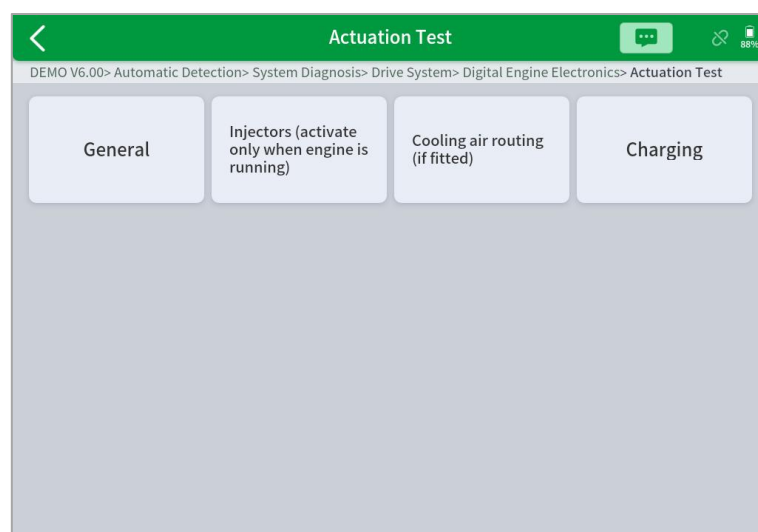 Actuation Test
88%
DEMO V6.00> Automatic Detection> System Diagnosis> Drive System> Digital Engine Electronics> Actuation Test
General
Injectors (activate
only when engine is
running)
Cooling air routing
(if fitted)
Charging